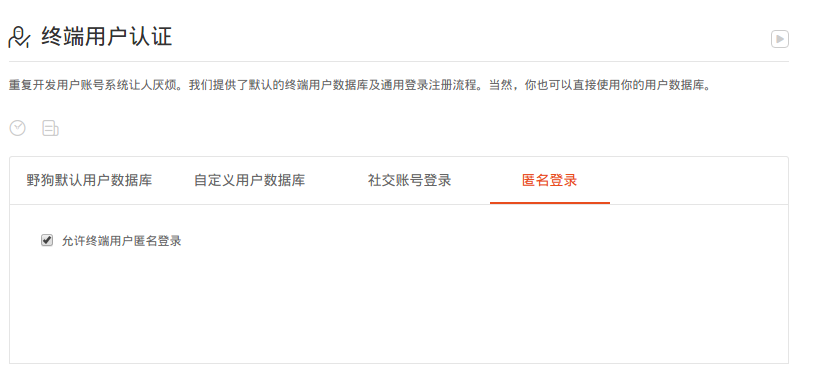 终端用户认证
重复开发用户账号系统让人厌烦。我们提供了默认的终端用户数据库及通用登录注册流程。当然，你也可以直接使用你的用户数据库。
野狗默认用户数据库 自定义用户数据库 社交账号登录 匿名登录
允许终端用户匿名登录